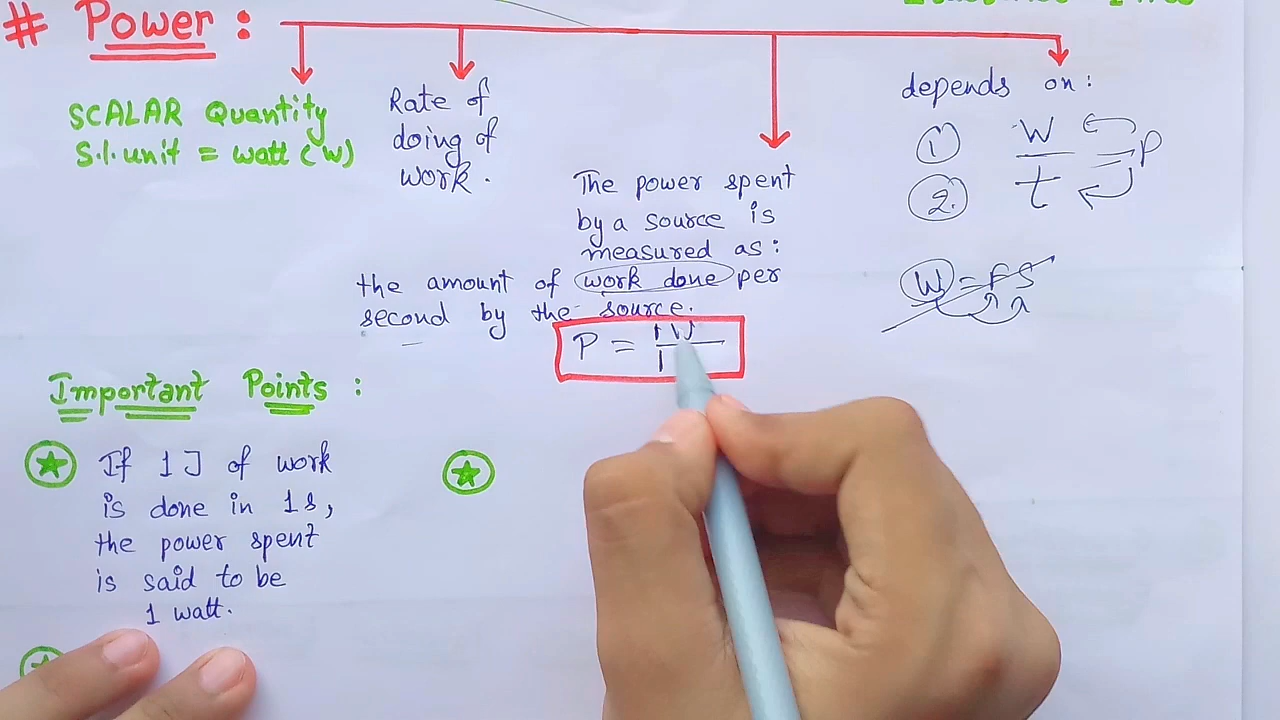 # Power :
SCALAR Quantity
S.I. unit = watt (W)
Rate of
doing of
work.
The power spent
by a source is
measured as:
the amount of work done per
second by the source.
P =
depends on:
1) W
P
2. t
W = F S
Important Points :
If 1 J of work
is done in 1s,
the power spent
is said to be
1 watt.